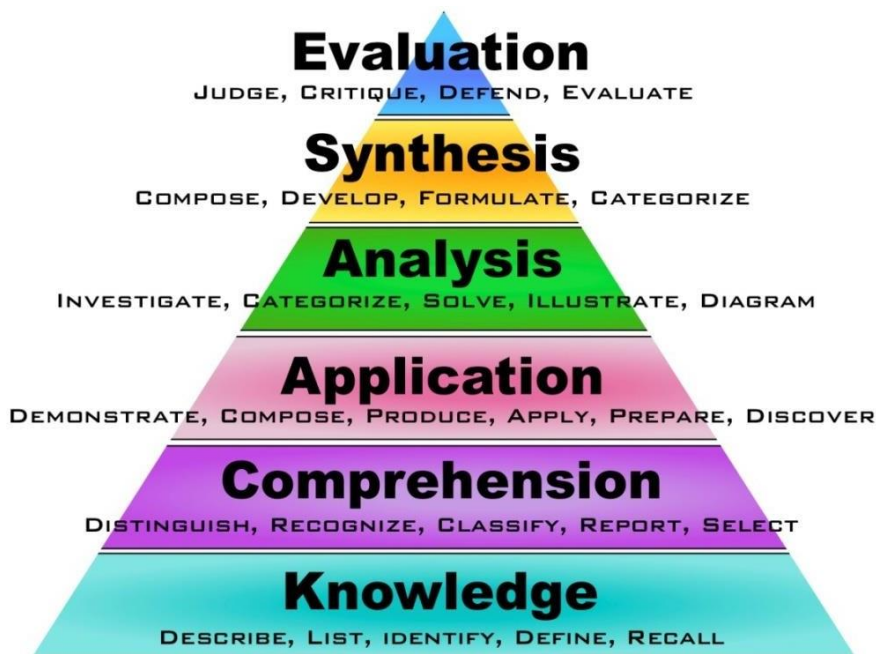 Evaluation
JUDGE, CRITIQUE, DEFEND, EVALUATE
Synthesis
COMPOSE, DEVELOP, FORMULATE, CATEGORIZE
Analysis
INVESTIGATE, CATEGORIZE, SOLVE, ILLUSTRATE, DIAGRAM
Application
DEMONSTRATE, COMPOSE, PRODUCE, APPLY, PREPARE, DISCOVER
Comprehension
DISTINGUISH, RECOGNIZE, CLASSIFY, REPORT, SELECT
Knowledge
DESCRIBE, LIST, IDENTIFY, DEFINE, RECALL